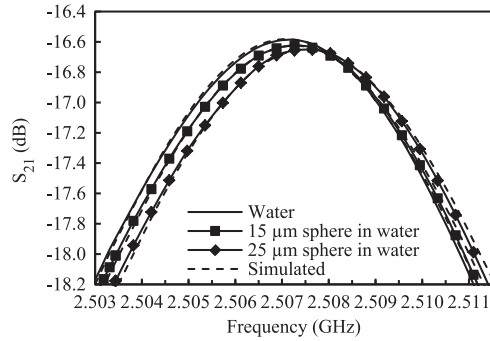 -16.4
-16.6
-16.8
-17.0
-17.2
-17.4
-17.6
-17.8
-18.0
-18.2
S21 (dB)
Water
15 µm sphere in water
25 µm sphere in water
Simulated
2.503 2.504 2.505 2.506 2.507 2.508 2.509 2.510 2.511
Frequency (GHz)